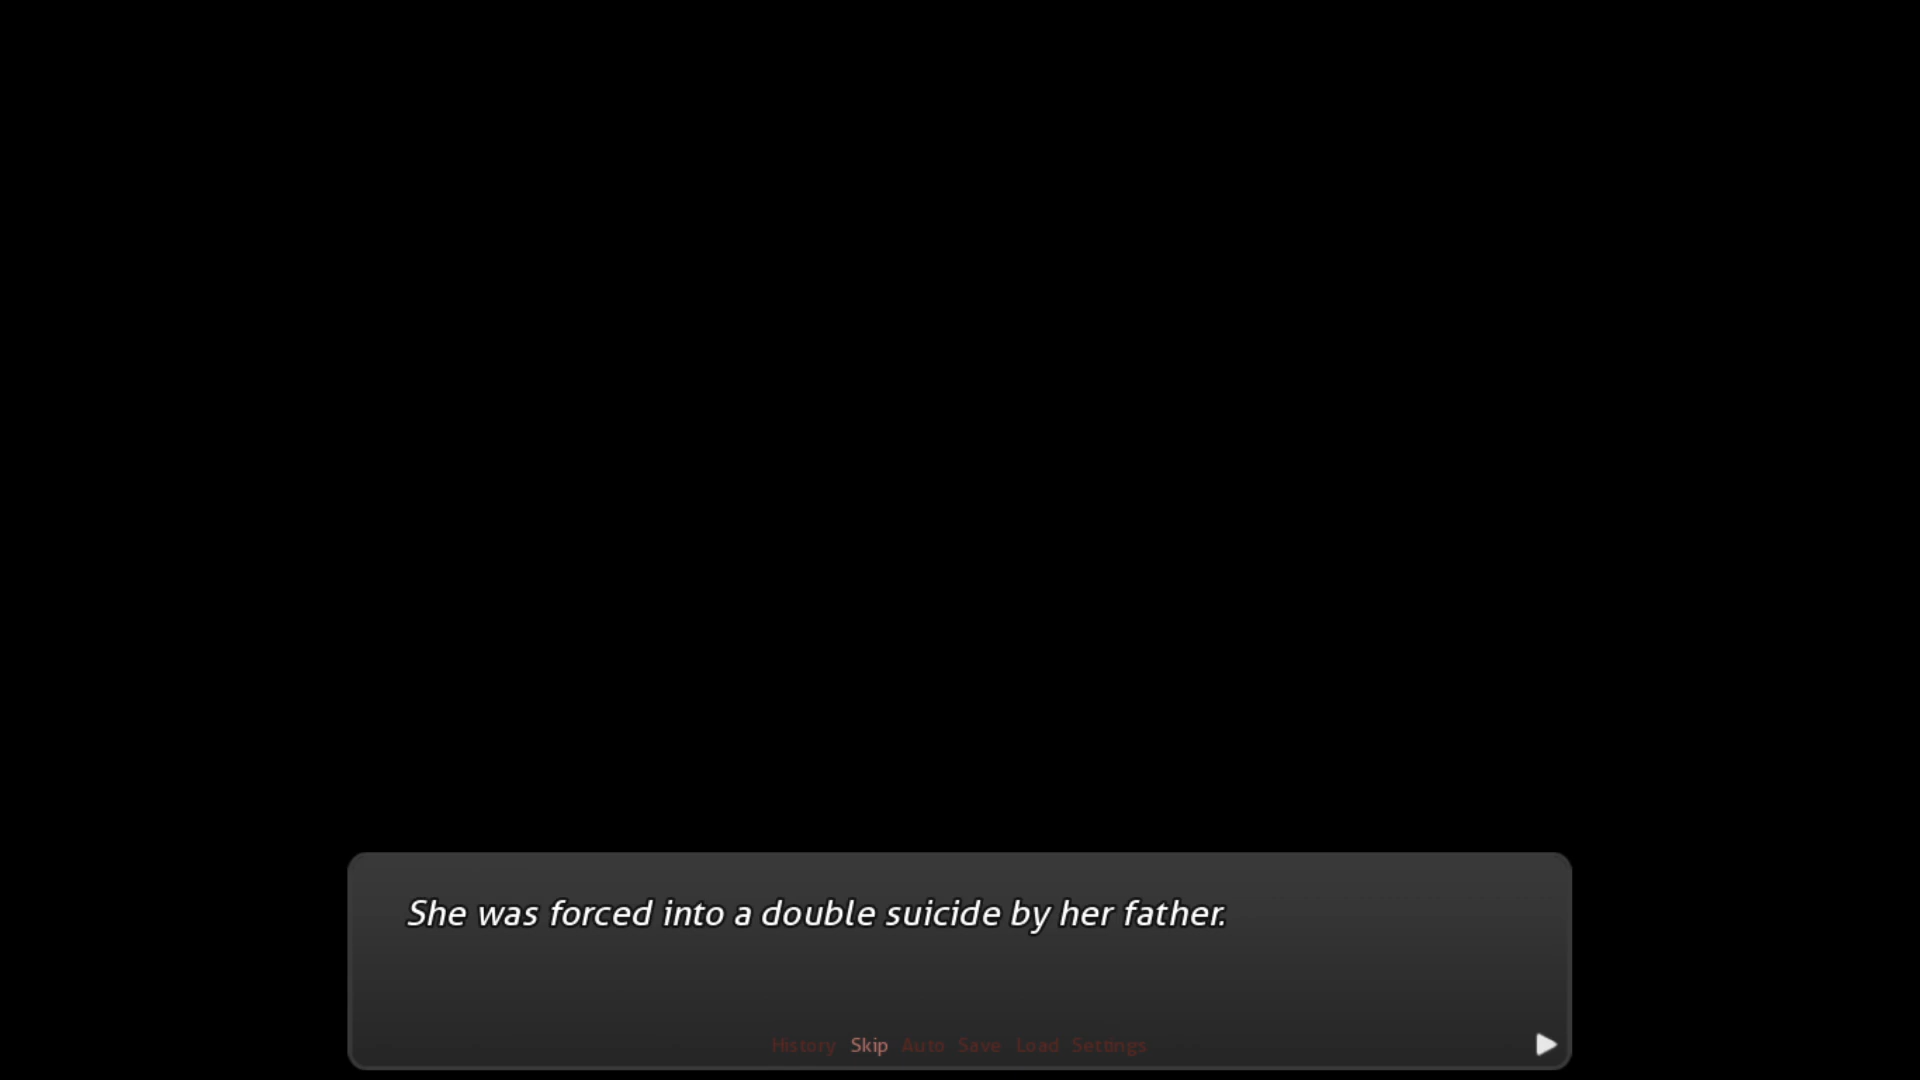 She was forced into a double suicide by her father.
History Skip Auto Save Load Settings